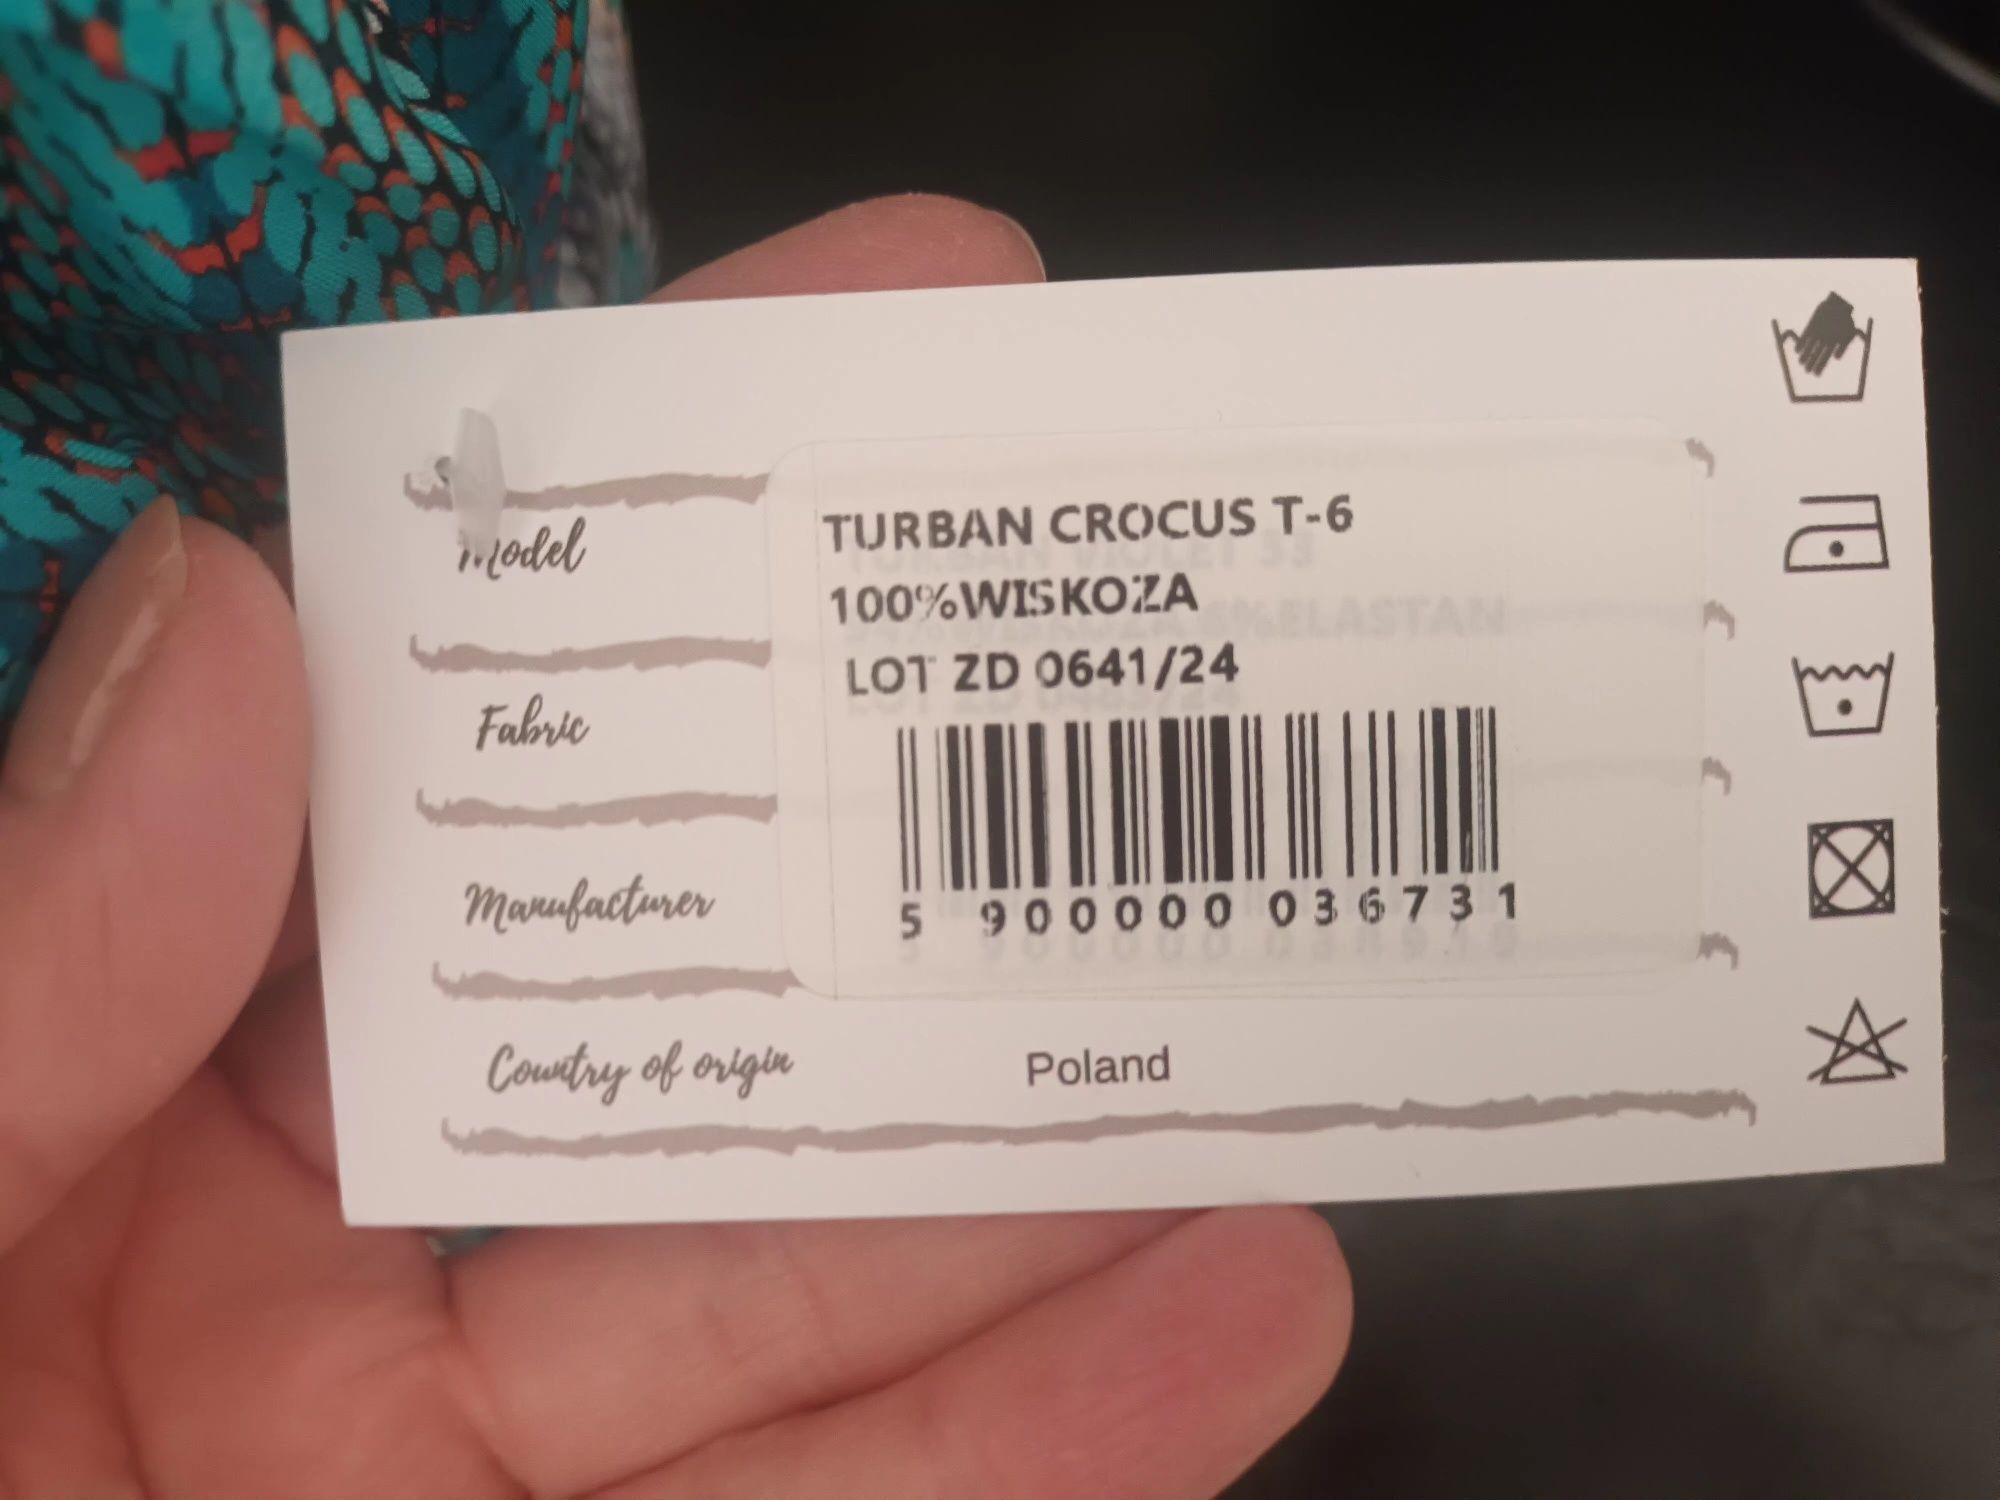 Model
TURBAN CROCUS T-6
100%WISKOZA
LOT ZD 0641/24
Fabric
5 900000 036731
Manufacturer
Country of origin Poland